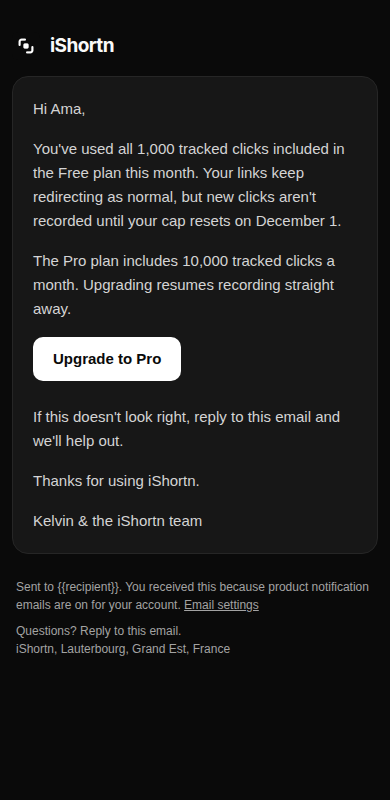 iShortn
Hi Ama,
You've used all 1,000 tracked clicks included in
the Free plan this month. Your links keep
redirecting as normal, but new clicks aren't
recorded until your cap resets on December 1.
The Pro plan includes 10,000 tracked clicks a
month. Upgrading resumes recording straight
away.
Upgrade to Pro
If this doesn't look right, reply to this email and
we'll help out.
Thanks for using iShortn.
Kelvin & the iShortn team
Sent to {{recipient}}. You received this because product notification
emails are on for your account. Email settings
Questions? Reply to this email.
iShortn, Lauterbourg, Grand Est, France